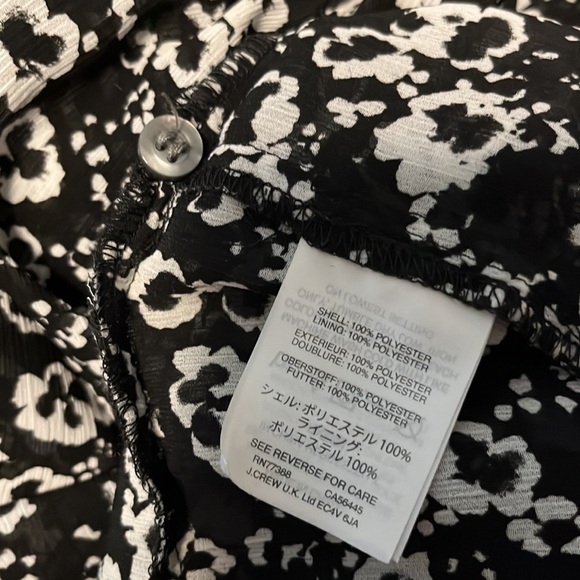 SHELL: 100% POLYESTER
LINING: 100% POLYESTER
EXTÉRIEUR: 100% POLYESTER
DOUBLURE: 100% POLYESTER
OBERSTOFF: 100% POLYESTER
FUTTER: 100% POLYESTER
シェル: ポリエステル 100%
ライニング:
ポリエステル 100%
SEE REVERSE FOR CARE
RN77388 CA56445
J.CREW U.K. Ltd EC4V 6JA